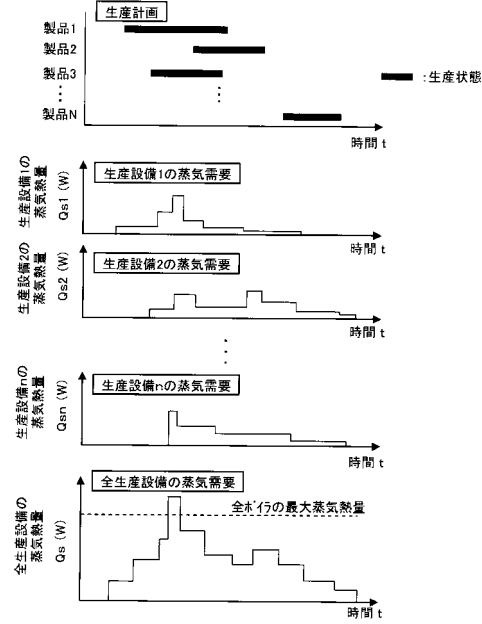 生産計画
製品1
製品2
製品3
製品N
:生産状態
時間 t
生産設備1の
蒸気熱量
Qs1 (W)
生産設備1の蒸気需要
時間 t
生産設備2の
蒸気熱量
Qs2 (W)
生産設備2の蒸気需要
時間 t
生産設備nの
蒸気熱量
Qsn (W)
生産設備nの蒸気需要
時間 t
全生産設備の
蒸気熱量
Qs (W)
全生産設備の蒸気需要
全ﾎﾞｲﾗの最大蒸気熱量
時間 t